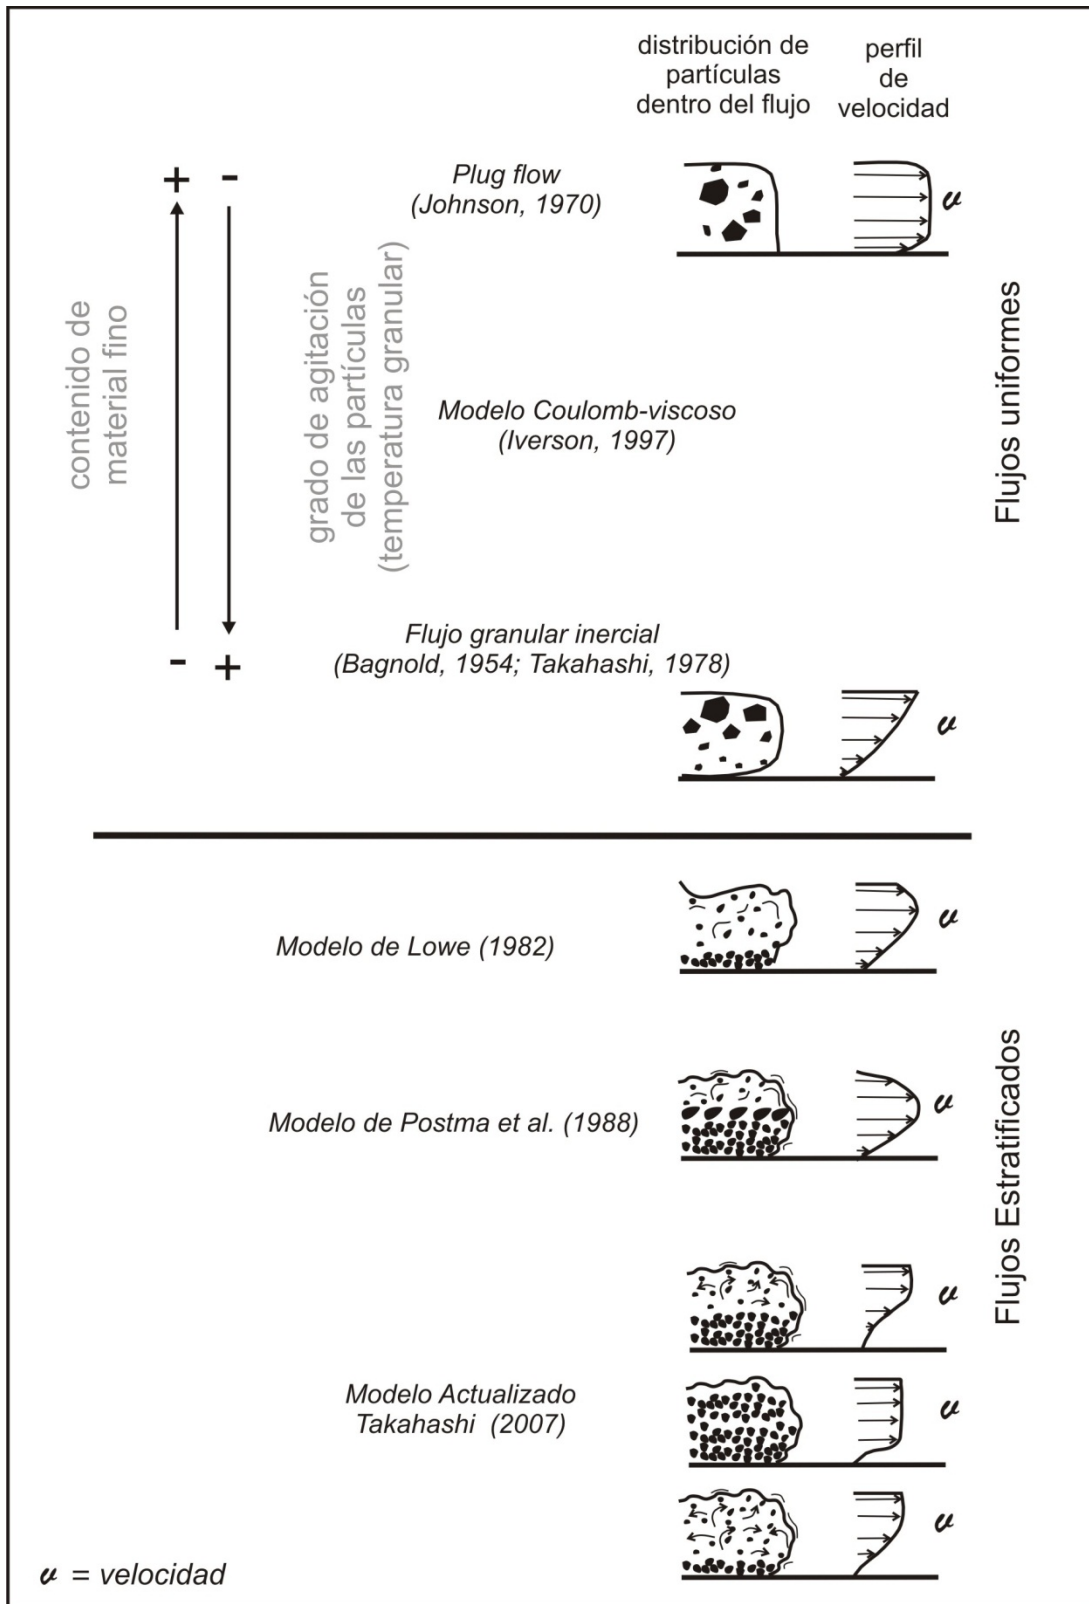 distribución de
partículas
dentro del flujo
perfil
de
velocidad
+ -
Plug flow
(Johnson, 1970)
υ
contenido de
material fino
grado de agitación
de las partículas
(temperatura granular)
Modelo Coulomb-viscoso
(Iverson, 1997)
Flujos uniformes
Flujo granular inercial
(Bagnold, 1954; Takahashi, 1978)
- +
υ
Modelo de Lowe (1982)
υ
Modelo de Postma et al. (1988)
υ
Flujos Estratificados
υ
Modelo Actualizado
Takahashi (2007)
υ
υ
υ = velocidad